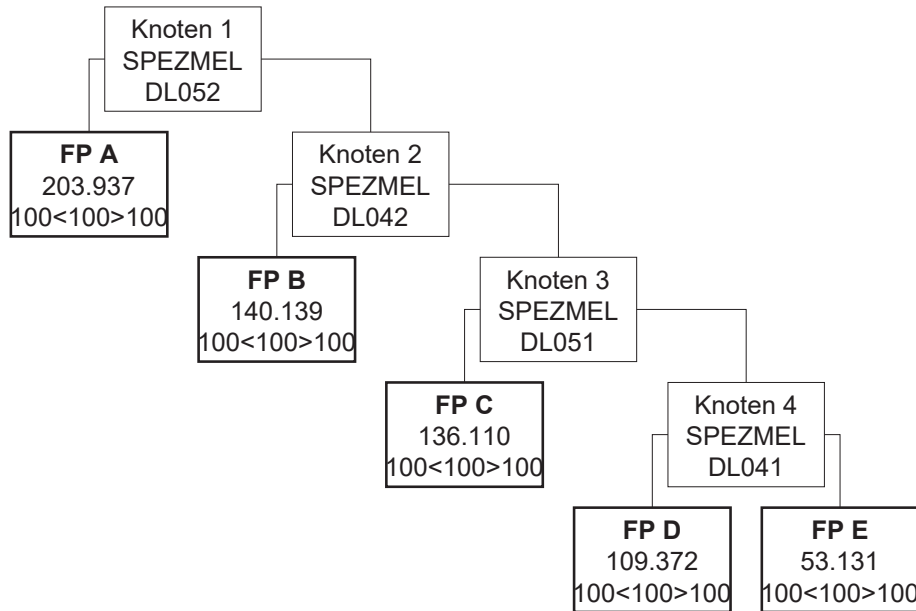 Knoten 1
SPEZMEL
DL052
FP A
203.937
100<100>100
Knoten 2
SPEZMEL
DL042
FP B
140.139
100<100>100
Knoten 3
SPEZMEL
DL051
FP C
136.110
100<100>100
Knoten 4
SPEZMEL
DL041
FP D
109.372
100<100>100
FP E
53.131
100<100>100